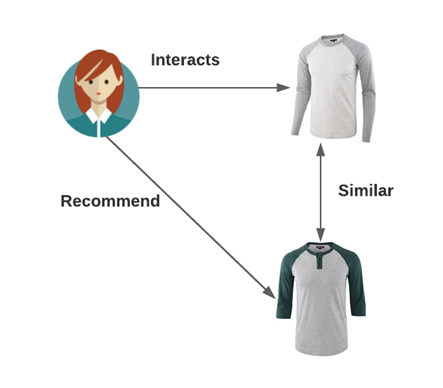 Interacts
Similar
Recommend